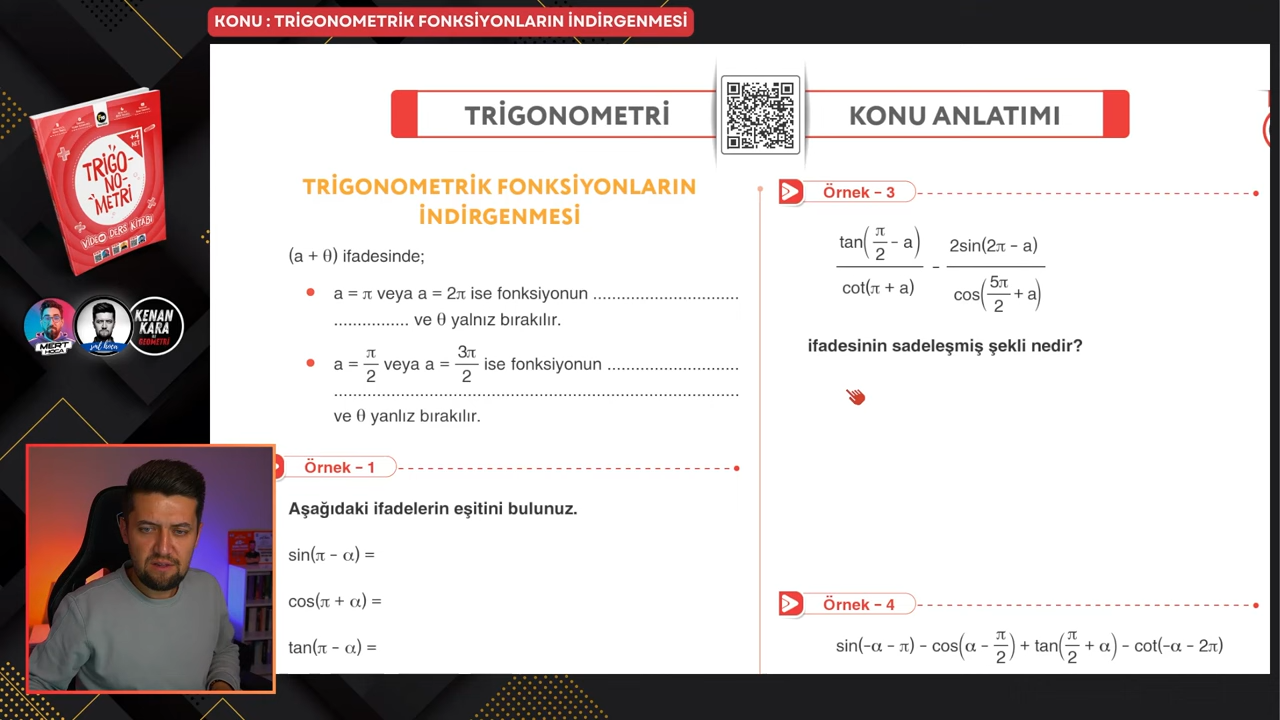 KONU : TRİGONOMETRİK FONKSİYONLARIN İNDİRGENMESİ
TRİGONOMETRİ
KONU ANLATIMI
+4
NET
TRİGO-
NO-
METRİ
VİDEO DERS KİTABI
MERT
HOCA
KENAN
KARA
GEOMETRİ
TRİGONOMETRİK FONKSİYONLARIN
İNDİRGENMESİ
(a + θ) ifadesinde;
a = π veya a = 2π ise fonksiyonun ..............................
................ ve θ yalnız bırakılır.
a = π/2 veya a = 3π/2 ise fonksiyonun ...........................
...................................................................................
ve θ yanlız bırakılır.
Örnek – 1
Aşağıdaki ifadelerin eşitini bulunuz.
sin(π – α) =
cos(π + α) =
tan(π – α) =
Örnek – 3
tan(π/2 – a)/cot(π + a) – 2sin(2π – a)/cos(5π/2 + a)
ifadesinin sadeleşmiş şekli nedir?
Örnek – 4
sin(-α – π) – cos(α – π/2) + tan(π/2 + α) – cot(-α – 2π)